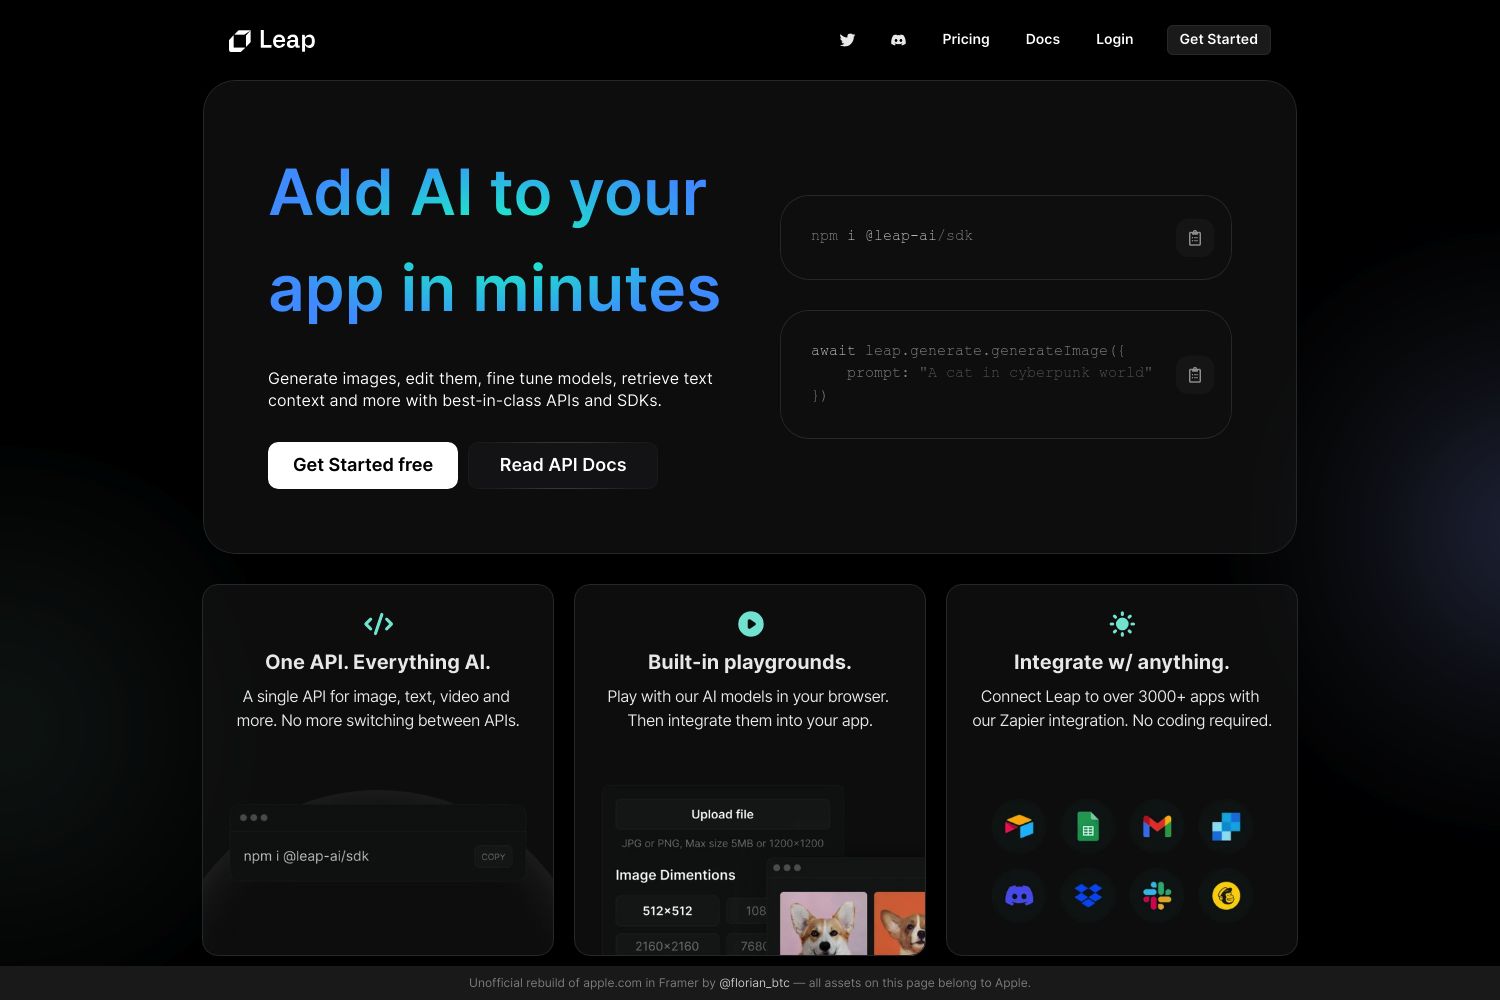 Leap
Pricing
Docs
Login
Get Started
Add AI to your
app in minutes
Generate images, edit them, fine tune models, retrieve text
context and more with best-in-class APIs and SDKs.
Get Started free
Read API Docs
npm i @leap-ai/sdk
await leap.generate.generateImage({
prompt: "A cat in cyberpunk world"
})
One API. Everything AI.
A single API for image, text, video and
more. No more switching between APIs.
npm i @leap-ai/sdk
COPY
Built-in playgrounds.
Play with our AI models in your browser.
Then integrate them into your app.
Upload file
JPG or PNG, Max size 5MB or 1200×1200
Image Dimentions
512×512
108
2160×2160
7680
Integrate w/ anything.
Connect Leap to over 3000+ apps with
our Zapier integration. No coding required.
Unofficial rebuild of apple.com in Framer by @florian_btc — all assets on this page belong to Apple.